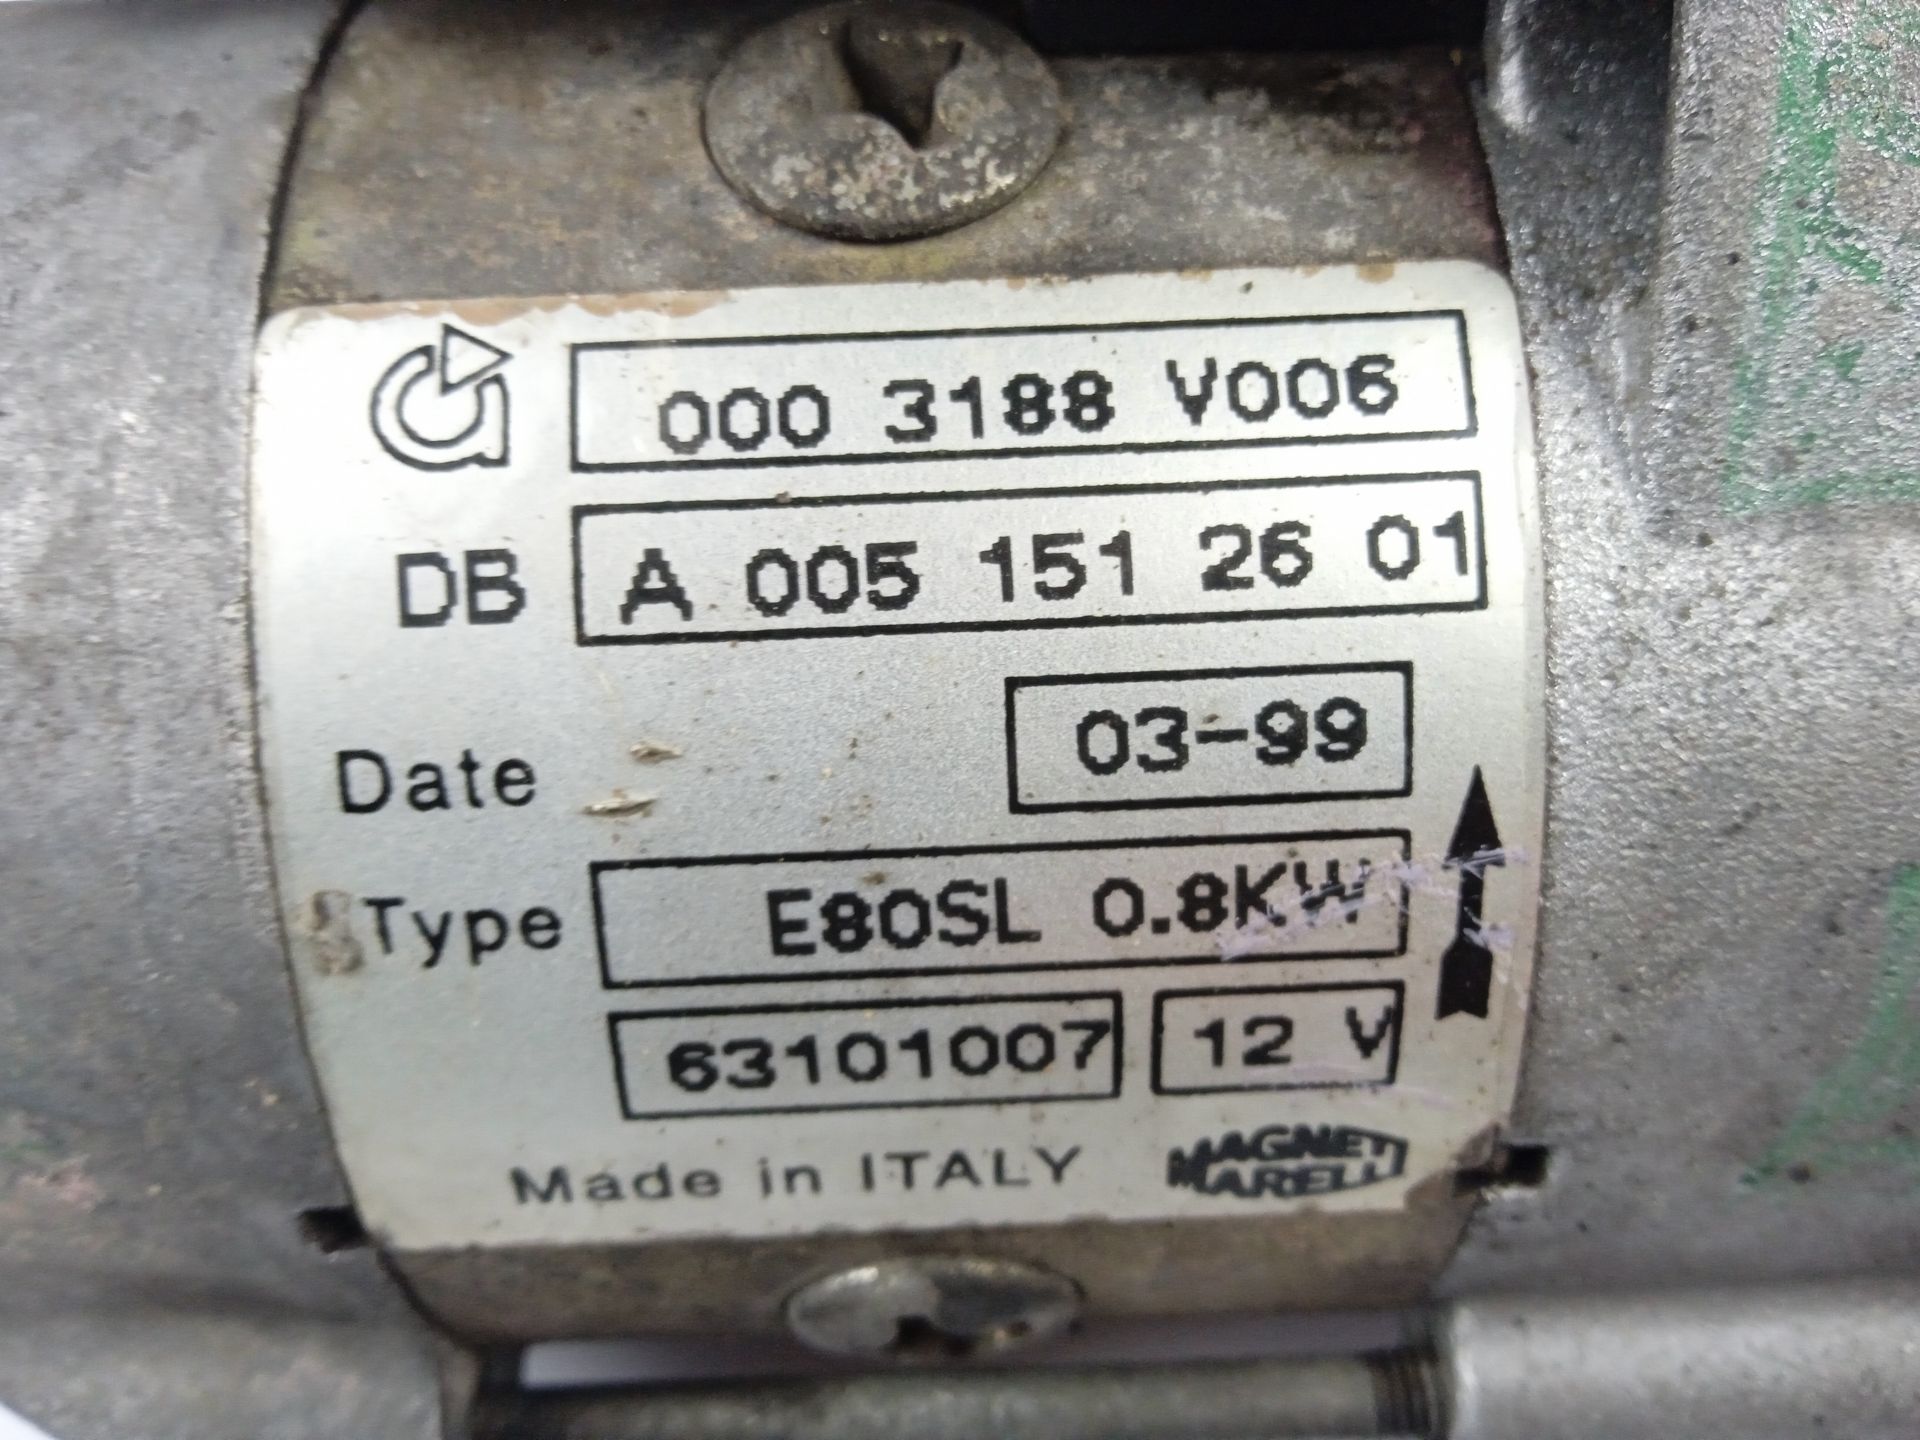 000 3188 V006
DB A 005 151 26 01
Date 03-99
Type E80SL 0.8KW
63101007 12 V
Made in ITALY MAGNETI
MARELLI